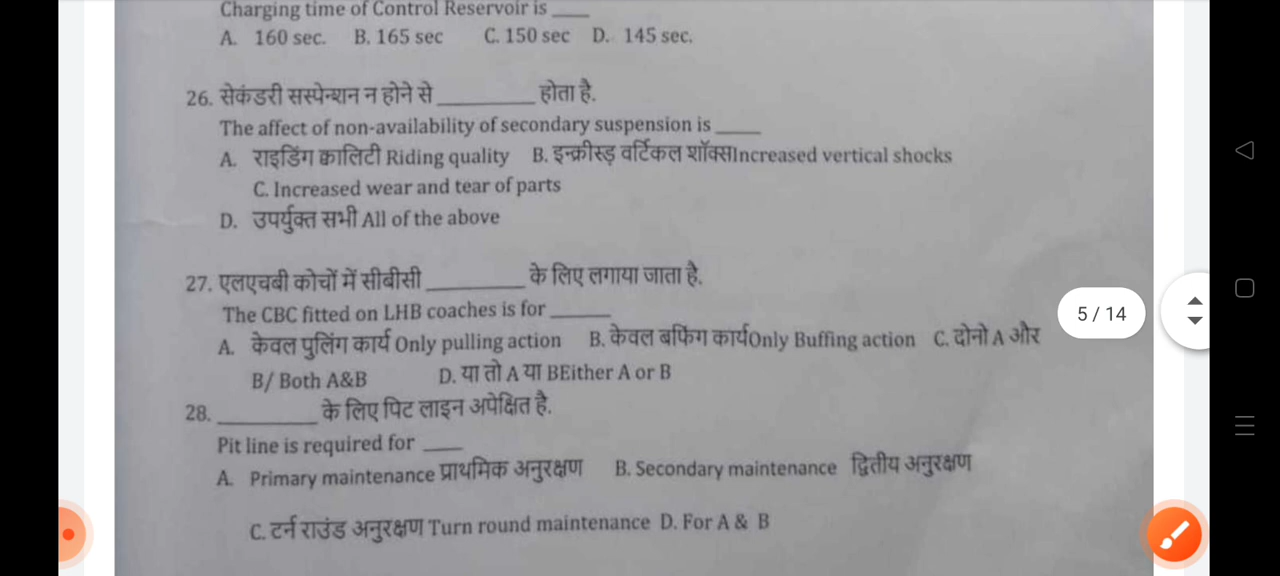 Charging time of Control Reservoir is ____
A. 160 sec. B. 165 sec C. 150 sec D. 145 sec.
26. सेकंडरी सस्पेन्शन न होने से __________ होता है.
The affect of non-availability of secondary suspension is _____
A. राइडिंग क्वालिटी Riding quality B. इन्क्रीस्ड् वर्टिकल शॉक्सIncreased vertical shocks
C. Increased wear and tear of parts
D. उपर्युक्त सभी All of the above
27. एलएचबी कोचों में सीबीसी __________ के लिए लगाया जाता है.
The CBC fitted on LHB coaches is for ______
A. केवल पुलिंग कार्य Only pulling action B. केवल बफिंग कार्यOnly Buffing action C. दोनो A और
B/ Both A&B D. या तो A या BEither A or B
28. __________ के लिए पिट लाइन अपेक्षित है.
Pit line is required for ____
A. Primary maintenance प्राथमिक अनुरक्षण B. Secondary maintenance द्वितीय अनुरक्षण
C. टर्न राउंड अनुरक्षण Turn round maintenance D. For A & B
5 / 14